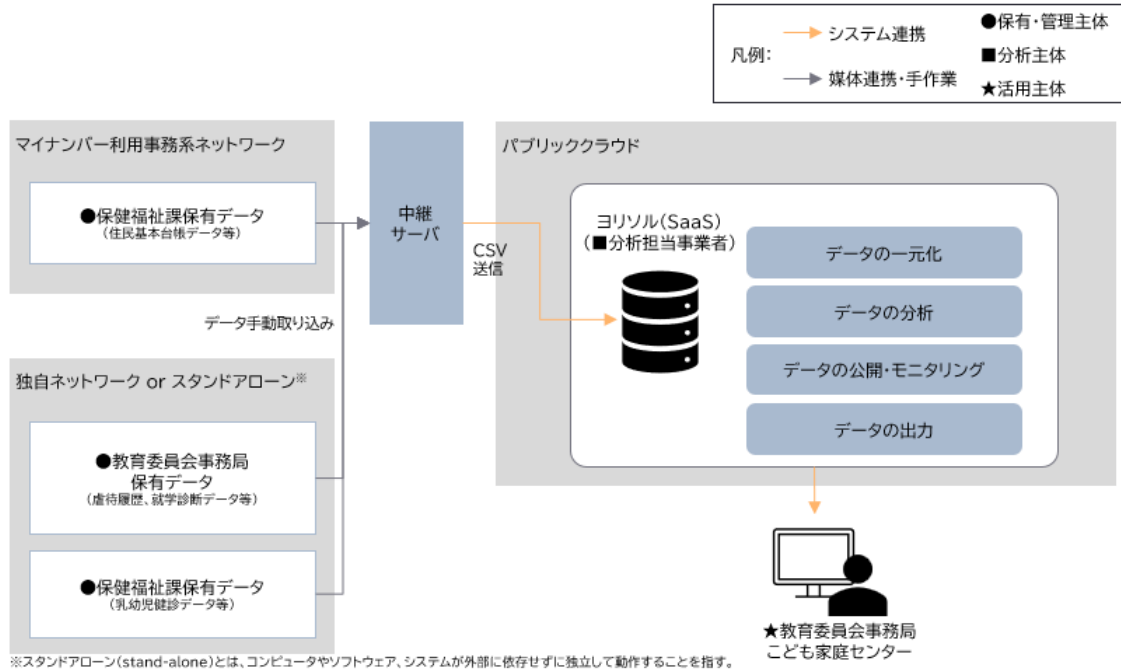 凡例:
システム連携
媒体連携・手作業
●保有・管理主体
■分析主体
★活用主体
マイナンバー利用事務系ネットワーク
●保健福祉課保有データ
(住民基本台帳データ等)
データ手動取り込み
独自ネットワーク or スタンドアローン※
●教育委員会事務局
保有データ
(虐待履歴、就学診断データ等)
●保健福祉課保有データ
(乳幼児健診データ等)
中継
サーバ
CSV
送信
パブリッククラウド
ヨリソル(SaaS)
(■分析担当事業者)
データの一元化
データの分析
データの公開・モニタリング
データの出力
★教育委員会事務局
こども家庭センター
※スタンドアローン(stand-alone)とは、コンピュータやソフトウェア、システムが外部に依存せずに独立して動作することを指す。